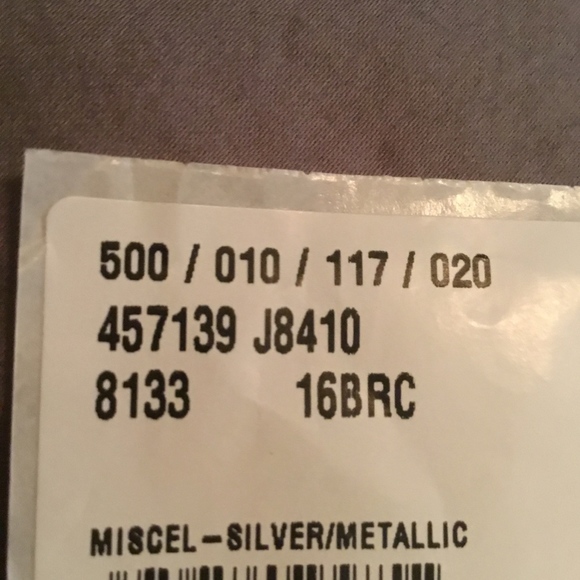 500 / 010 / 117 / 020
457139 J8410
8133 16BRC
MISCEL-SILVER/METALLIC